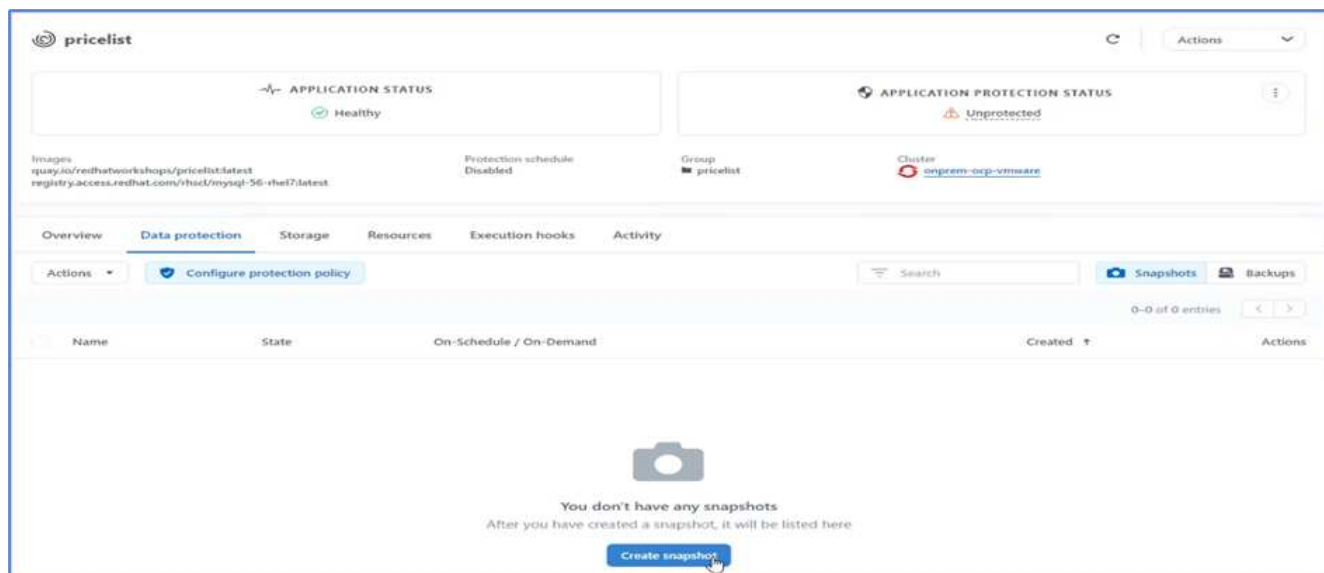 pricelist
Actions
APPLICATION STATUS
Healthy
APPLICATION PROTECTION STATUS
Unprotected
Images
quay.io/redhatworkshops/pricelist:latest
registry.access.redhat.com/rhscl/mysql-56-rhel7:latest
Protection schedule
Disabled
Group
pricelist
Cluster
onprem-ocp-vmware
Overview Data protection Storage Resources Execution hooks Activity
Actions Configure protection policy Search Snapshots Backups
0-0 of 0 entries < >
Name State On-Schedule / On-Demand Created ↑ Actions
You don't have any snapshots
After you have created a snapshot, it will be listed here
Create snapshot